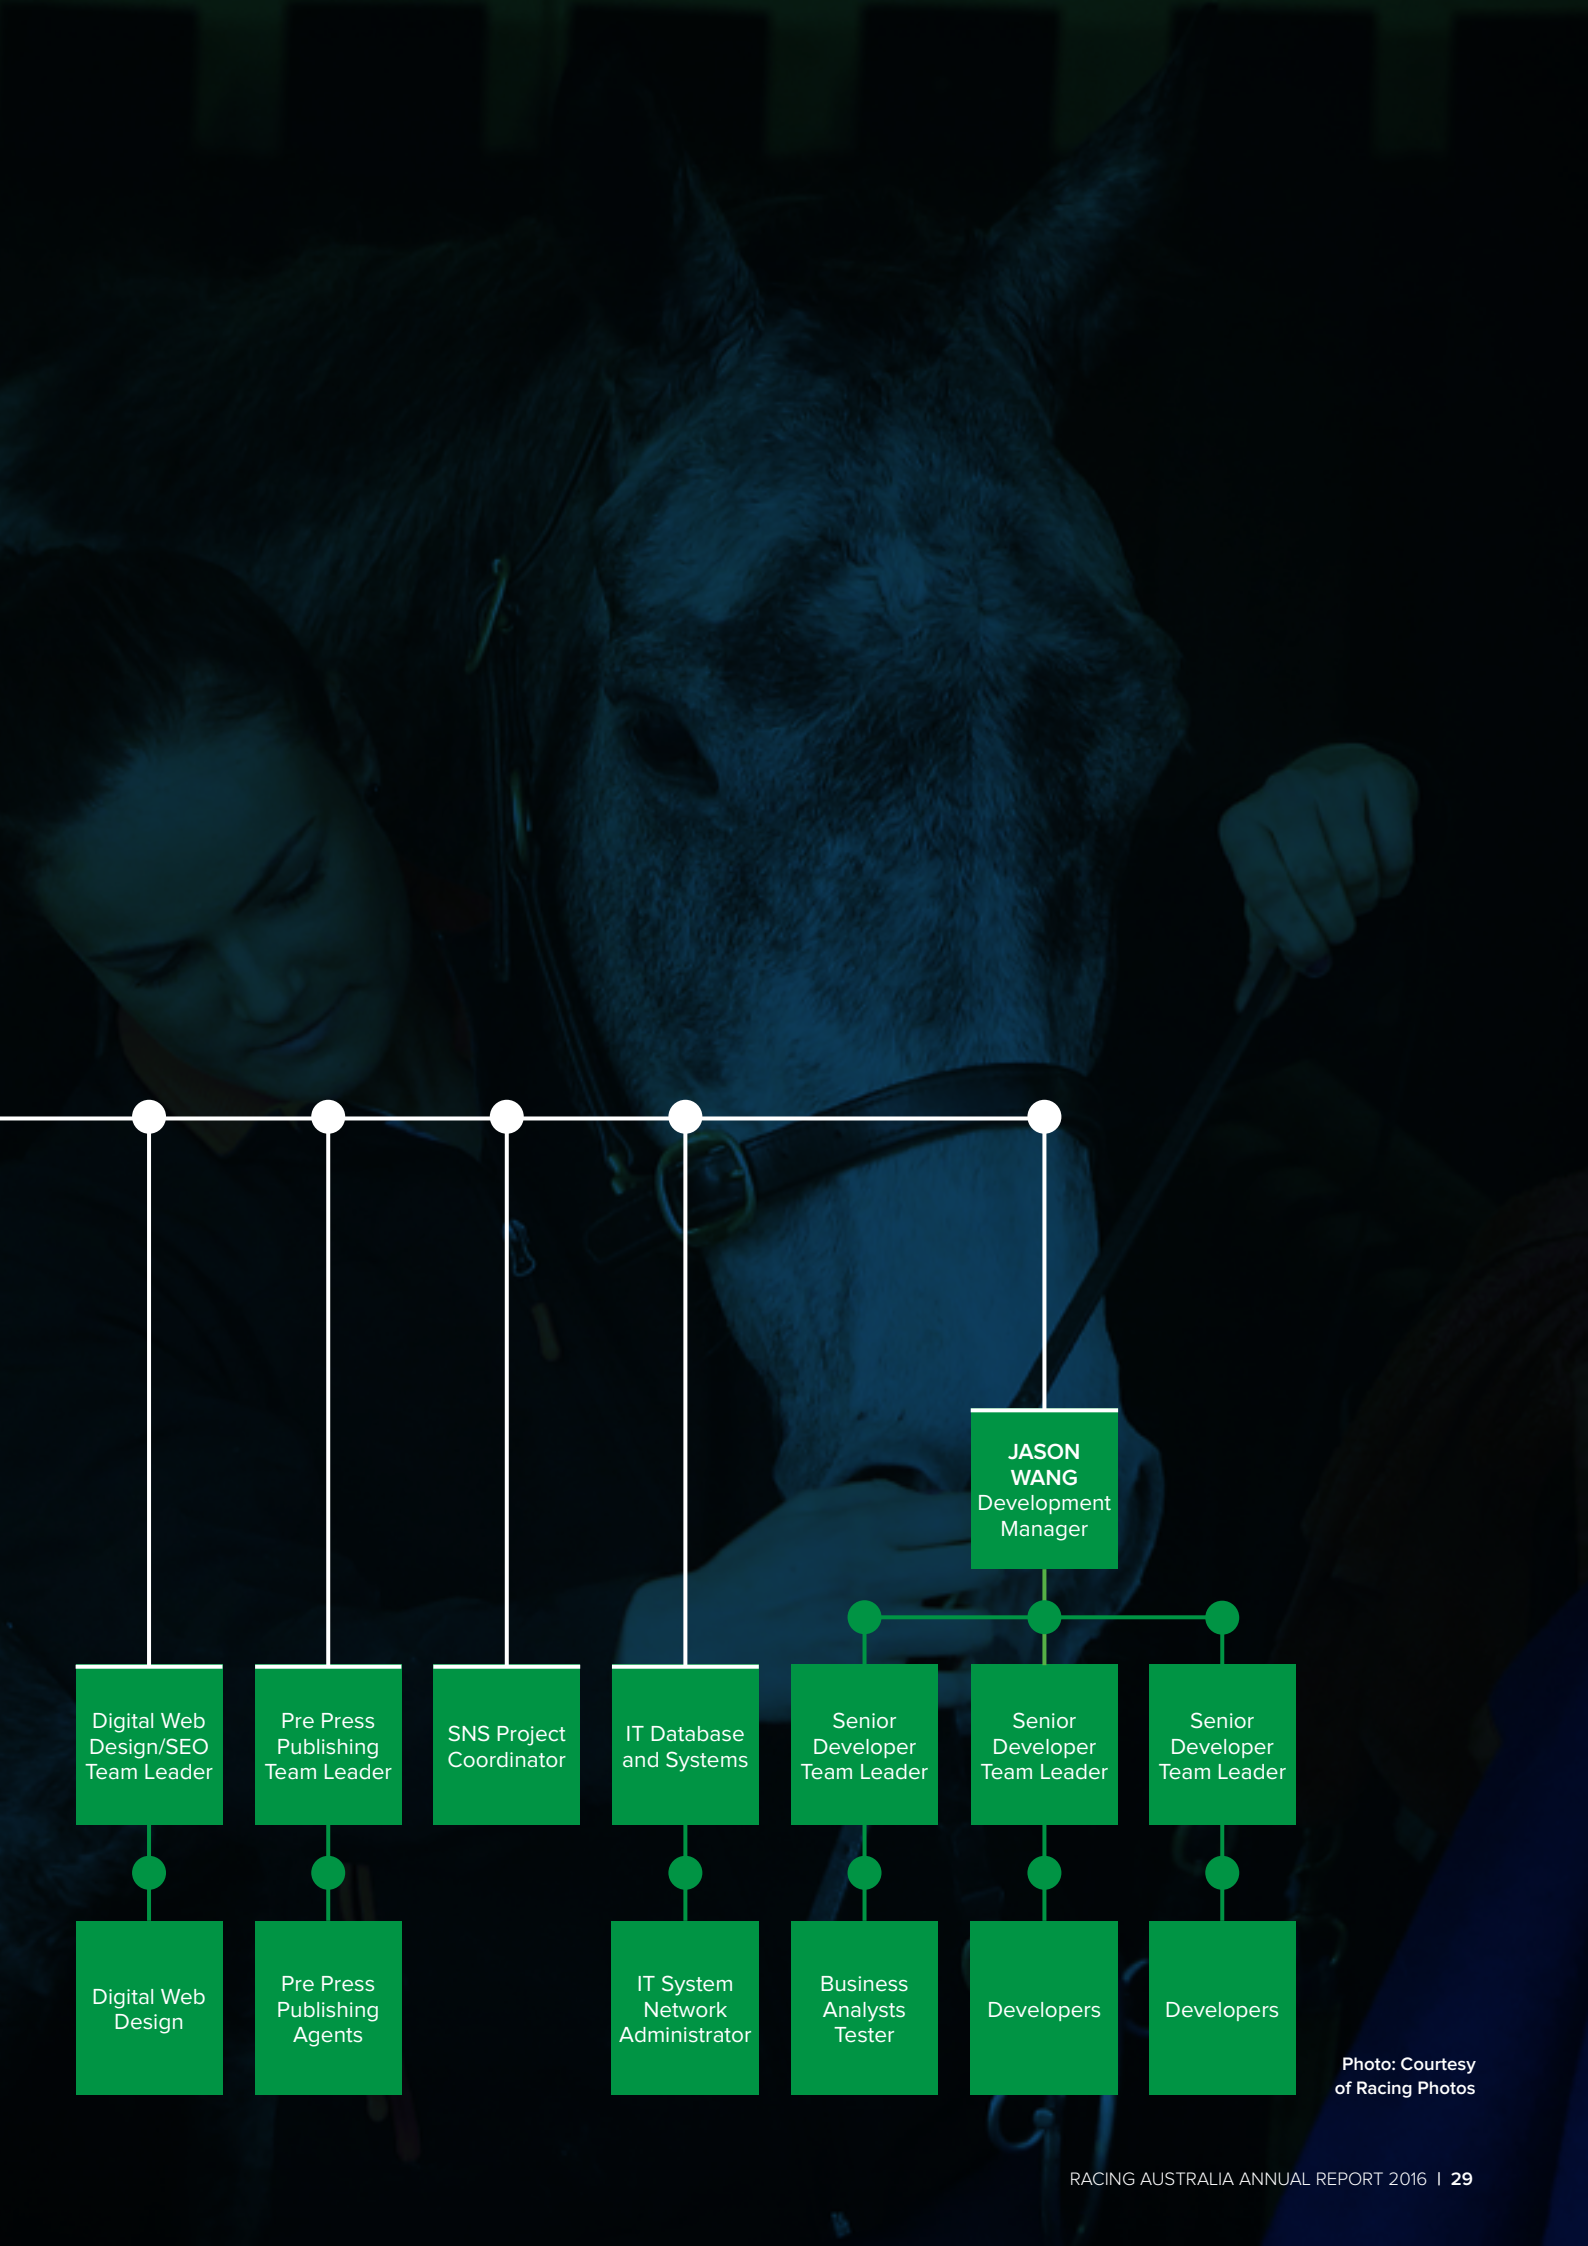 JASON
WANG
Development
Manager
Digital Web
Design/SEO
Team Leader
Pre Press
Publishing
Team Leader
SNS Project
Coordinator
IT Database
and Systems
Senior
Developer
Team Leader
Senior
Developer
Team Leader
Senior
Developer
Team Leader
Digital Web
Design
Pre Press
Publishing
Agents
IT System
Network
Administrator
Business
Analysts
Tester
Developers
Developers
Photo: Courtesy
of Racing Photos
RACING AUSTRALIA ANNUAL REPORT 2016 | 29